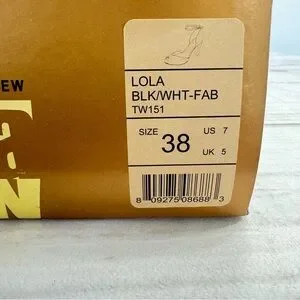 EW
a
N
LOLA
BLK/WHT-FAB
TW151
SIZE 38 US 7
UK 5
8 09275 08688 3